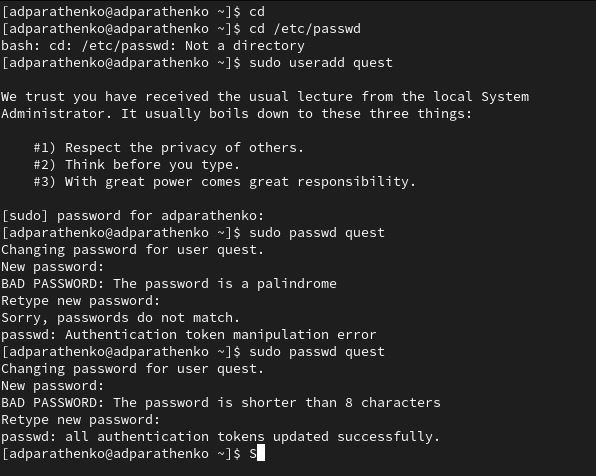 [adparathenko@adparathenko ~]$ cd
[adparathenko@adparathenko ~]$ cd /etc/passwd
bash: cd: /etc/passwd: Not a directory
[adparathenko@adparathenko ~]$ sudo useradd quest

We trust you have received the usual lecture from the local System
Administrator. It usually boils down to these three things:

    #1) Respect the privacy of others.
    #2) Think before you type.
    #3) With great power comes great responsibility.

[sudo] password for adparathenko:
[adparathenko@adparathenko ~]$ sudo passwd quest
Changing password for user quest.
New password:
BAD PASSWORD: The password is a palindrome
Retype new password:
Sorry, passwords do not match.
passwd: Authentication token manipulation error
[adparathenko@adparathenko ~]$ sudo passwd quest
Changing password for user quest.
New password:
BAD PASSWORD: The password is shorter than 8 characters
Retype new password:
passwd: all authentication tokens updated successfully.
[adparathenko@adparathenko ~]$ S